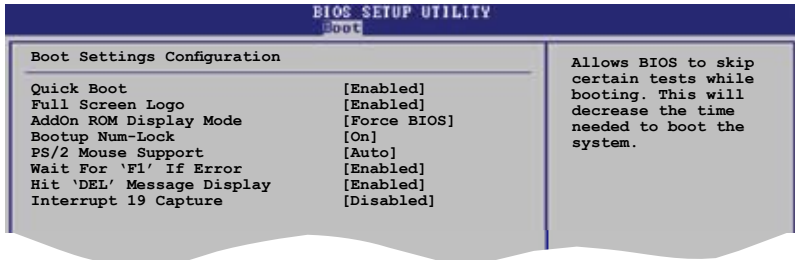 BIOS SETUP UTILITY
Boot
Boot Settings Configuration
Quick Boot [Enabled]
Full Screen Logo [Enabled]
AddOn ROM Display Mode [Force BIOS]
Bootup Num-Lock [On]
PS/2 Mouse Support [Auto]
Wait For ‘F1’ If Error [Enabled]
Hit ‘DEL’ Message Display [Enabled]
Interrupt 19 Capture [Disabled]
Allows BIOS to skip
certain tests while
booting. This will
decrease the time
needed to boot the
system.